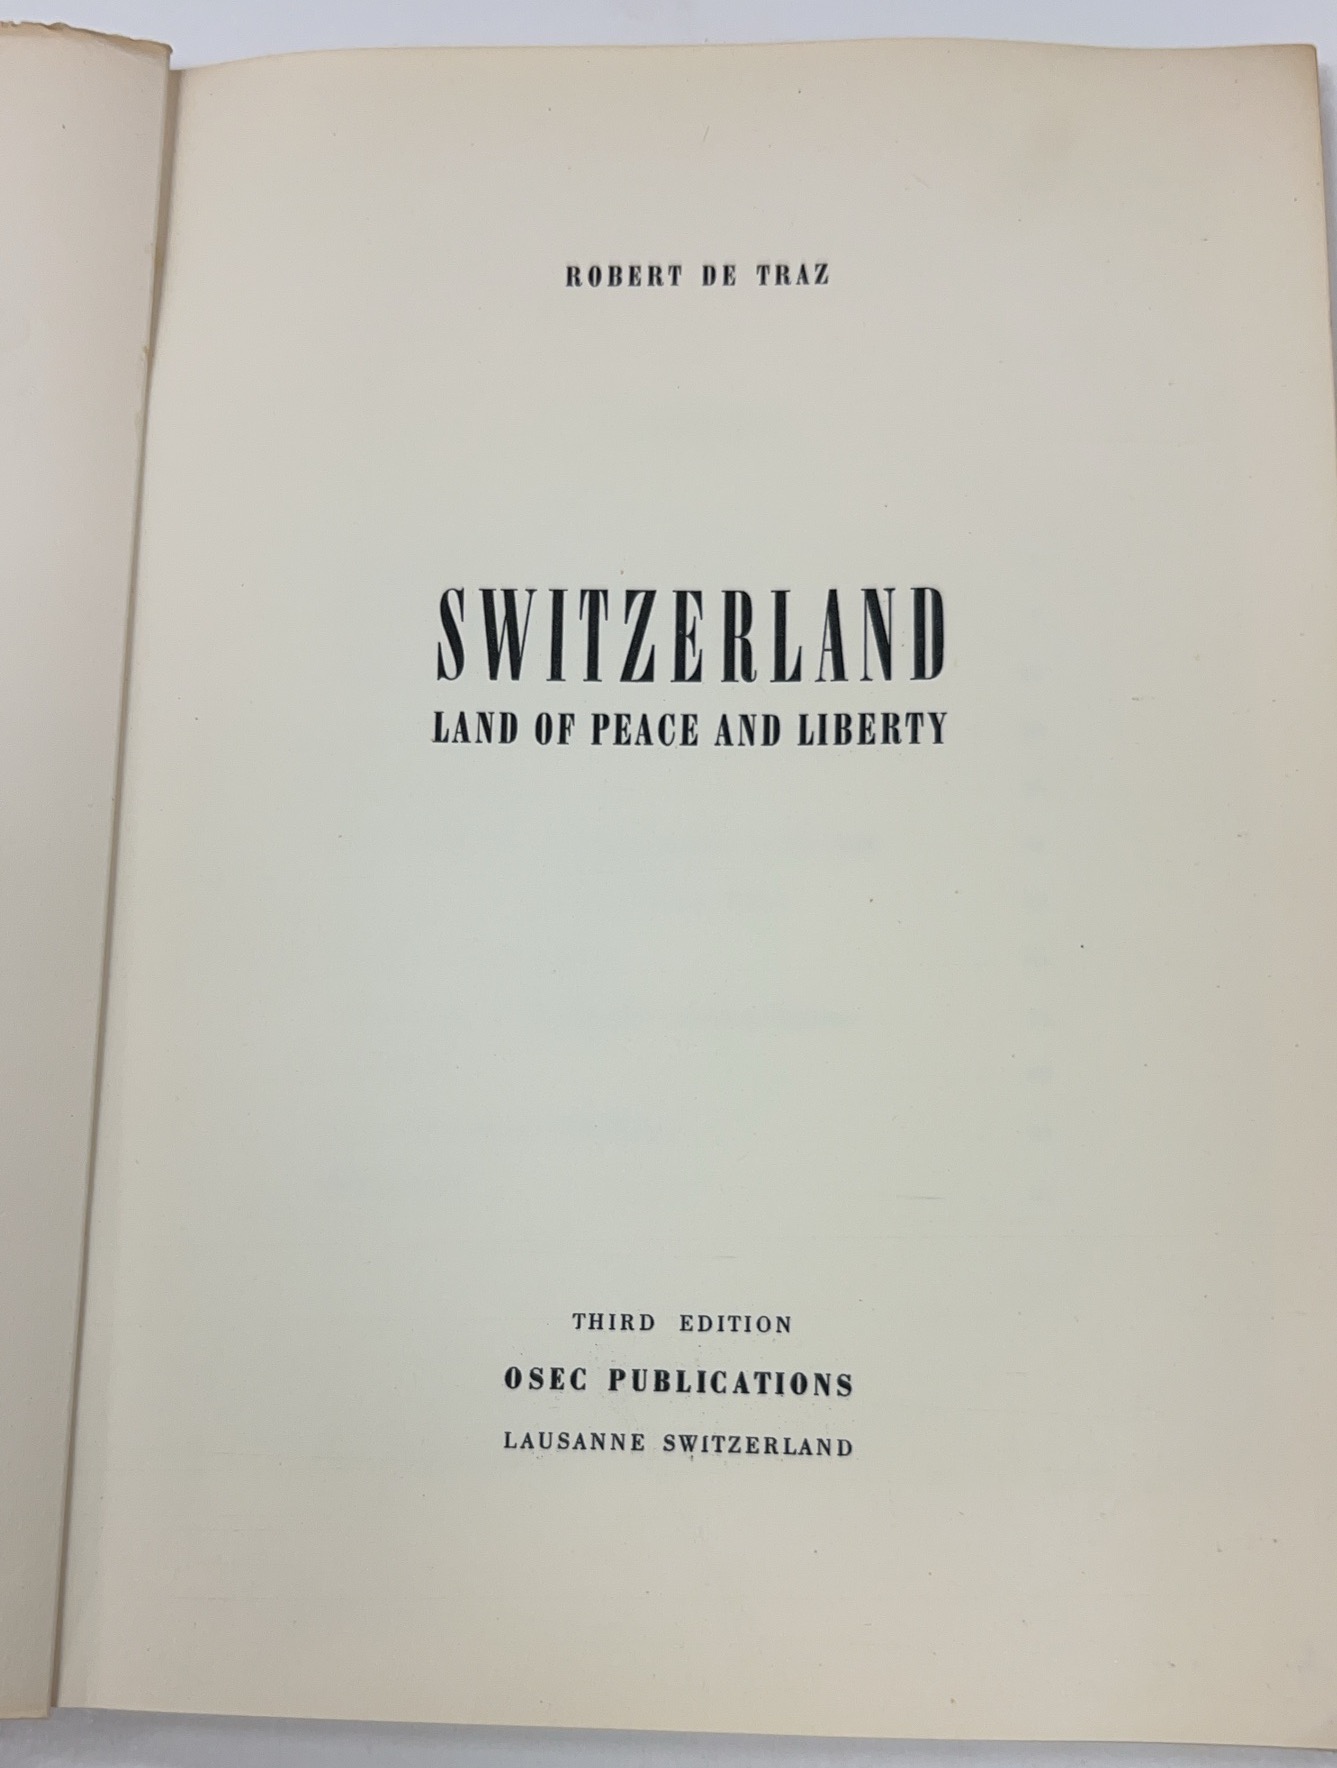 ROBERT DE TRAZ
SWITZERLAND
LAND OF PEACE AND LIBERTY
THIRD EDITION
OSEC PUBLICATIONS
LAUSANNE SWITZERLAND